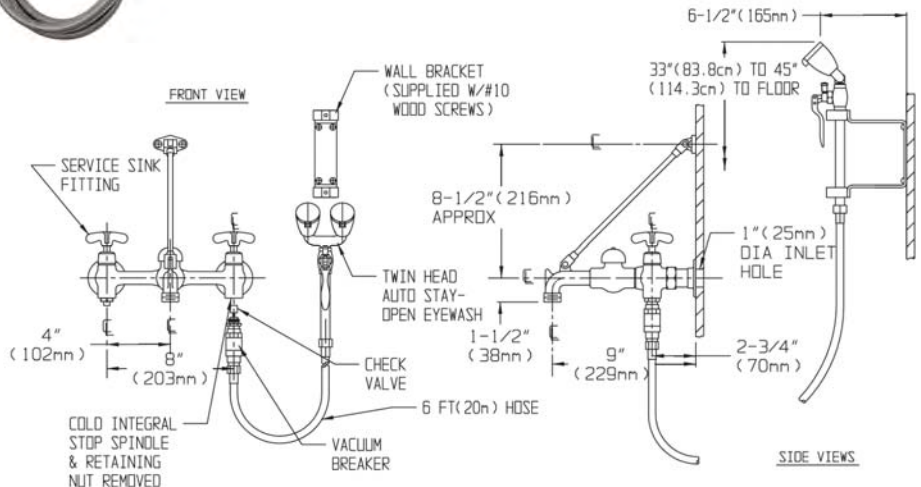 6-1/2"(165mm)
WALL BRACKET
(SUPPLIED W/#10
WOOD SCREWS)
33"(83.8cm) TO 45"
(114.3cm) TO FLOOR
FRONT VIEW
SERVICE SINK
FITTING
8-1/2"(216mm)
APPROX
1"(25mm)
DIA INLET
HOLE
TWIN HEAD
AUTO STAY-
OPEN EYEWASH
4"
(102mm)
8"
(203mm)
1-1/2"
(38mm)
9"
(229mm)
2-3/4"
(70mm)
CHECK
VALVE
6 FT(20m) HOSE
COLD INTEGRAL
STOP SPINDLE
& RETAINING
NUT REMOVED
VACUUM
BREAKER
SIDE VIEWS